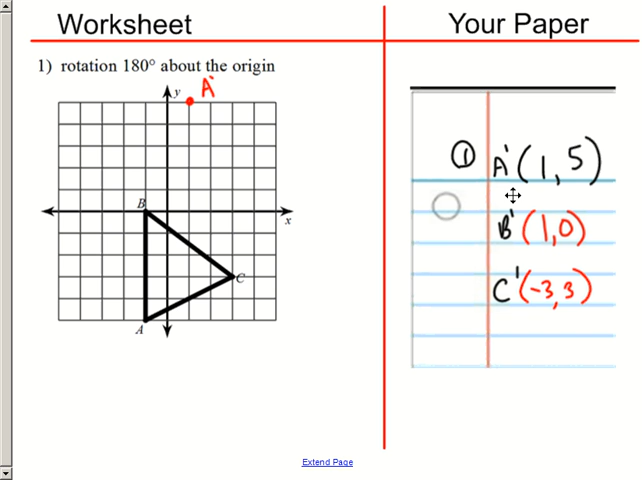 Worksheet
Your Paper
1) rotation 180° about the origin
y
A'
B
x
C
A
① A'(1, 5)
B'(1,0)
C'(-3,3)
Extend Page